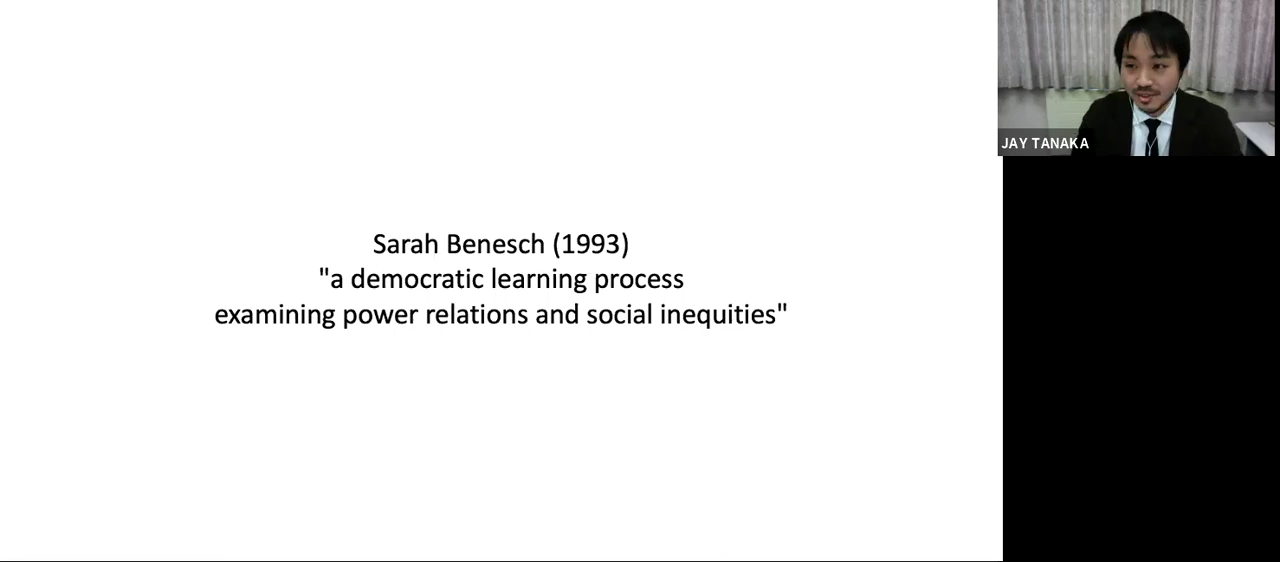 Sarah Benesch (1993)
"a democratic learning process
examining power relations and social inequities"
JAY TANAKA